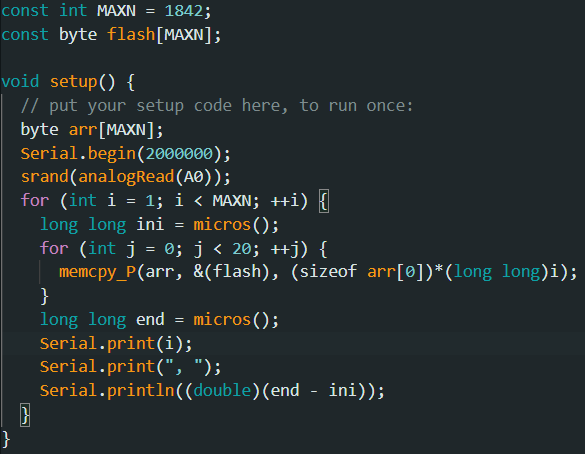 const int MAXN = 1842;
const byte flash[MAXN];
void setup() {
// put your setup code here, to run once:
byte arr[MAXN];
Serial.begin(2000000);
srand(analogRead(A0));
for (int i = 1; i < MAXN; ++i) {
long long ini = micros();
for (int j = 0; j < 20; ++j) {
memcpy_P(arr, &(flash), (sizeof arr[0])*(long long)i);
}
long long end = micros();
Serial.print(i);
Serial.print(", ");
Serial.println((double)(end - ini));
}
}